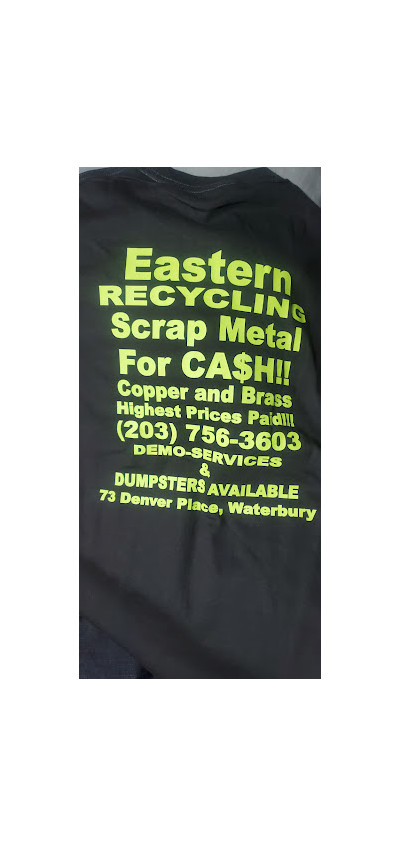 Eastern
RECYCLING
Scrap Metal
For CA$H!!
Copper and Brass
Highest Prices Paid!!!
(203) 756-3603
DEMO-SERVICES
&
DUMPSTERS AVAILABLE
73 Denver Place, Waterbury